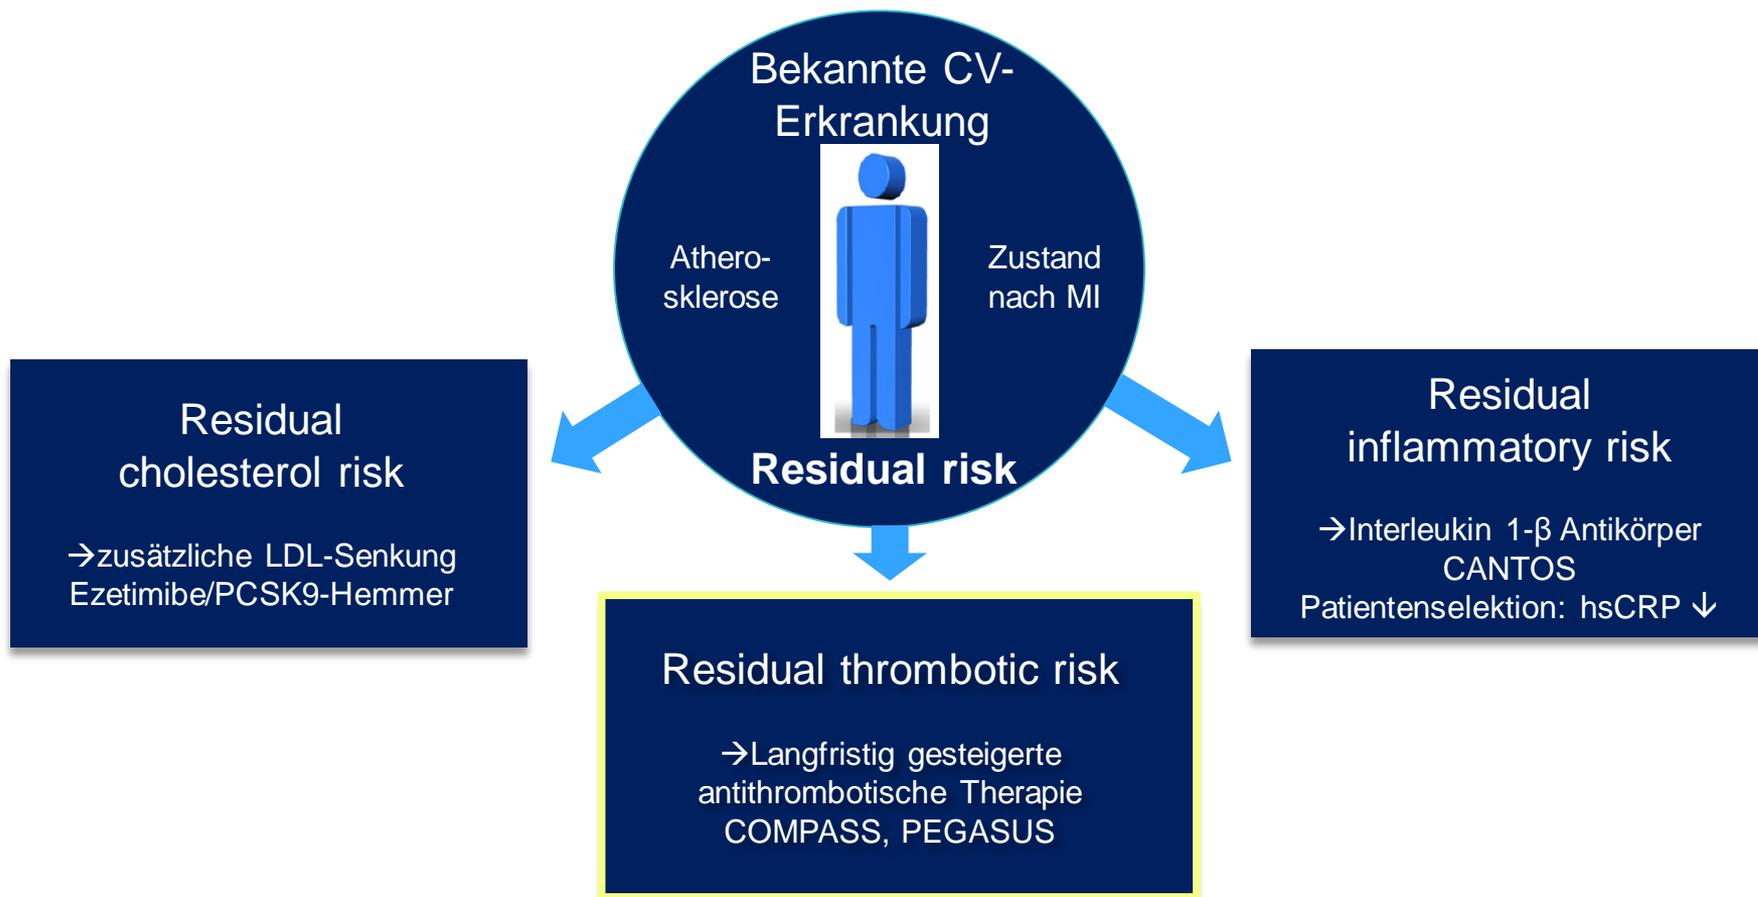 Bekannte CV-
Erkrankung
Athero-
sklerose
Zustand
nach MI
Residual risk
Residual
cholesterol risk
→zusätzliche LDL-Senkung
Ezetimibe/PCSK9-Hemmer
Residual thrombotic risk
→Langfristig gesteigerte
antithrombotische Therapie
COMPASS, PEGASUS
Residual
inflammatory risk
→Interleukin 1-β Antikörper
CANTOS
Patientenselektion: hsCRP ↓